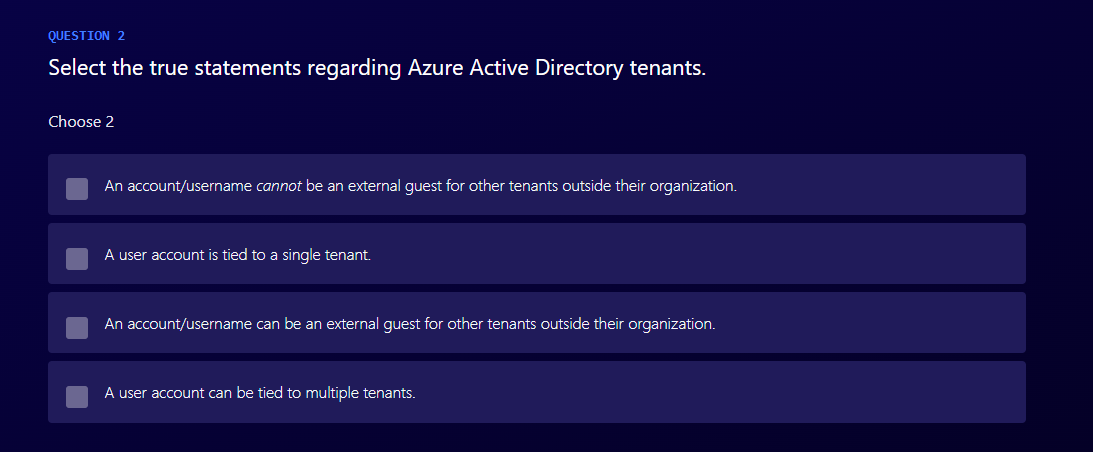 QUESTION 2
Select the true statements regarding Azure Active Directory tenants.
Choose 2
An account/username cannot be an external guest for other tenants outside their organization.
A user account is tied to a single tenant.
An account/username can be an external guest for other tenants outside their organization.
A user account can be tied to multiple tenants.